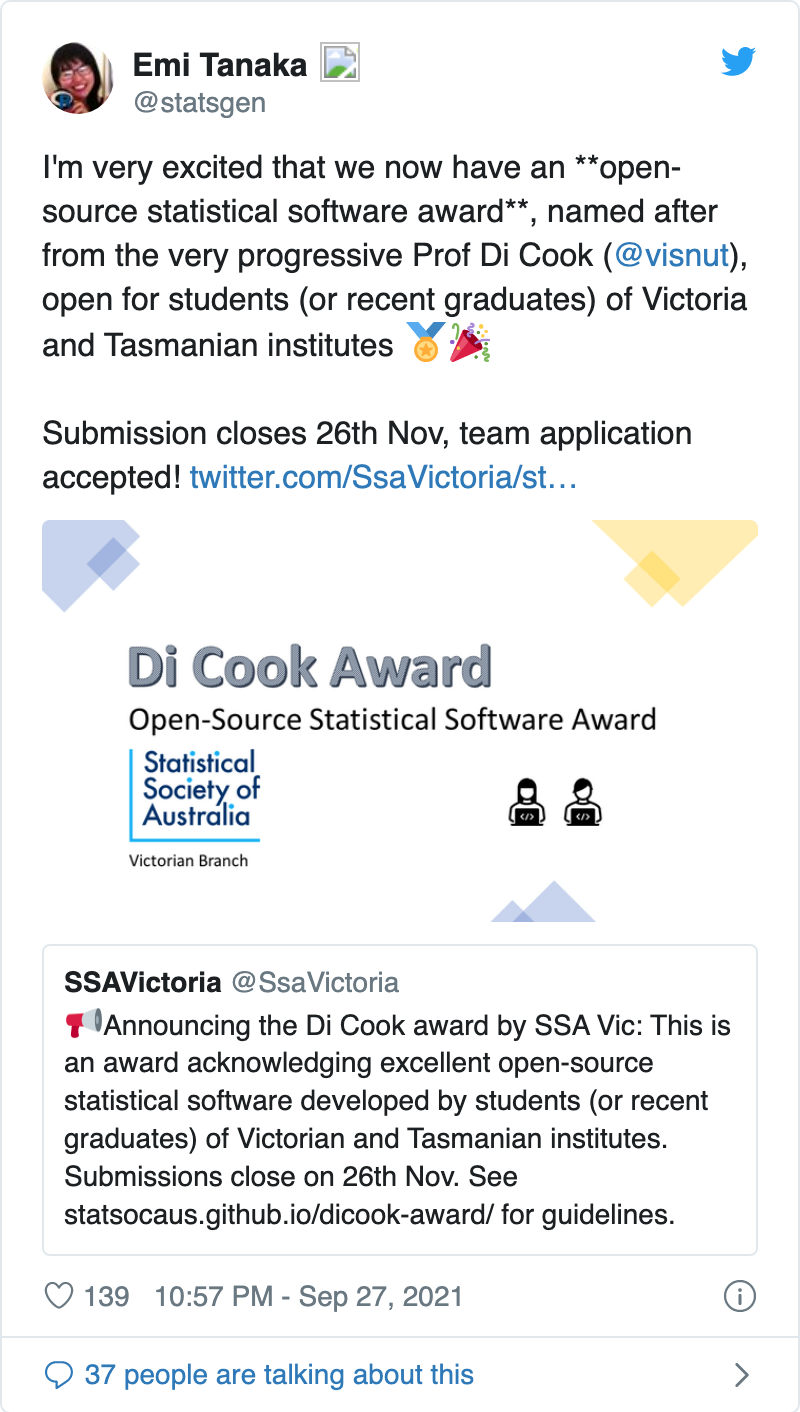 Emi Tanaka
@statsgen
I'm very excited that we now have an **open-
source statistical software award**, named after
from the very progressive Prof Di Cook (@visnut),
open for students (or recent graduates) of Victoria
and Tasmanian institutes 🏅🎉
Submission closes 26th Nov, team application
accepted! twitter.com/SsaVictoria/st…
Di Cook Award
Open-Source Statistical Software Award
Statistical
Society of
Australia
Victorian Branch
</>
</>
SSAVictoria @SsaVictoria
📢Announcing the Di Cook award by SSA Vic: This is
an award acknowledging excellent open-source
statistical software developed by students (or recent
graduates) of Victorian and Tasmanian institutes.
Submissions close on 26th Nov. See
statsocaus.github.io/dicook-award/ for guidelines.
139 10:57 PM - Sep 27, 2021
37 people are talking about this